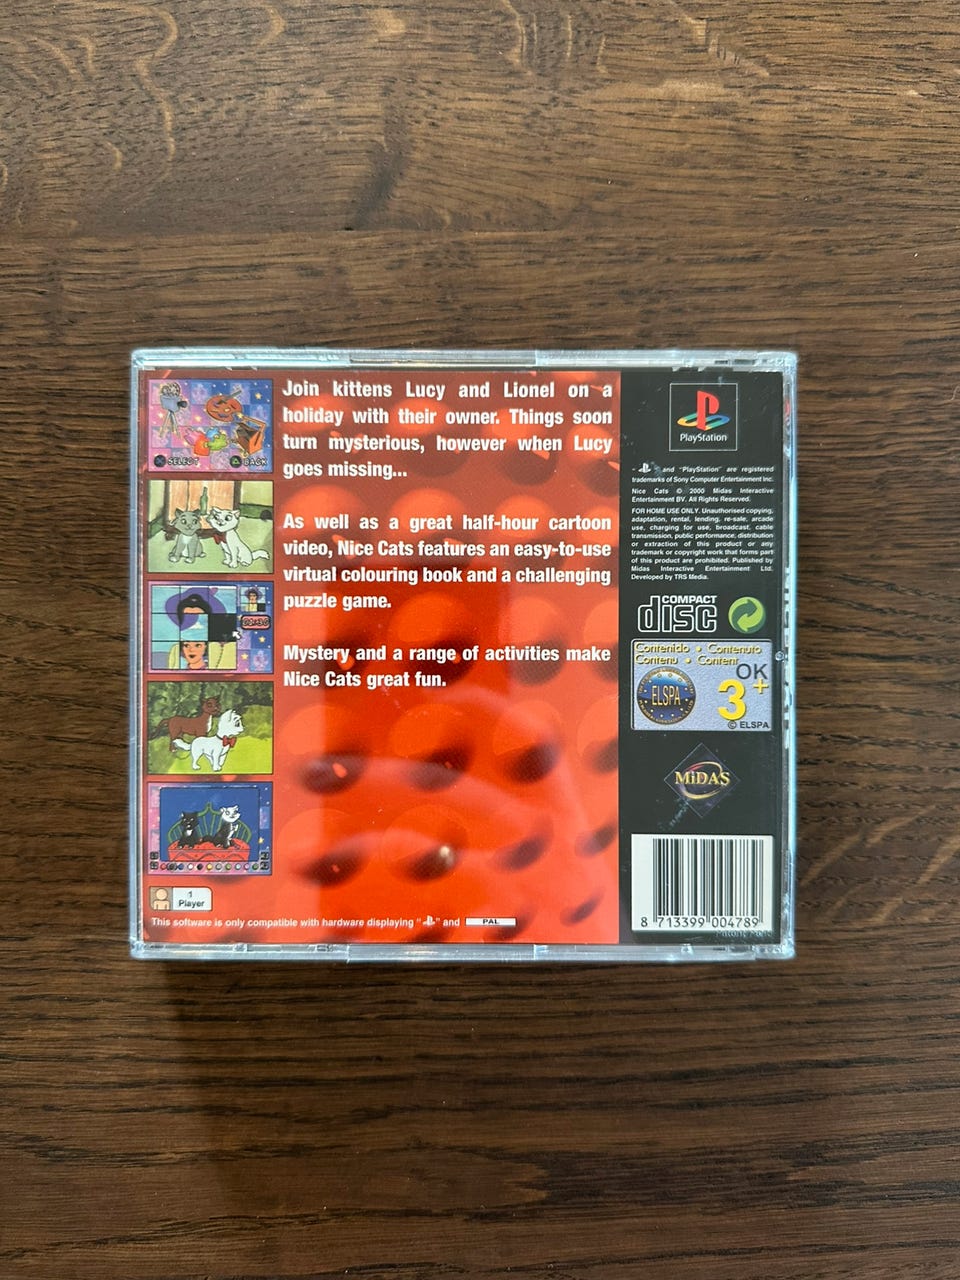 Join kittens Lucy and Lionel on a
holiday with their owner. Things soon
turn mysterious, however when Lucy
goes missing...
As well as a great half-hour cartoon
video, Nice Cats features an easy-to-use
virtual colouring book and a challenging
puzzle game.
Mystery and a range of activities make
Nice Cats great fun.
SELECT BACK
1
Player
This software is only compatible with hardware displaying " " and PAL
PlayStation
and "PlayStation" are registered
trademarks of Sony Computer Entertainment Inc.
Nice Cats © 2000 Midas Interactive
Entertainment BV. All Rights Reserved.
FOR HOME USE ONLY. Unauthorised copying,
adaptation, rental, lending, re-sale, arcade
use, charging for use, broadcast, cable
transmission, public performance, distribution
or extraction of this product or any
trademark or copyright work that forms part
of this product are prohibited. Published by
Midas Interactive Entertainment Ltd.
Developed by TRS Media.
COMPACT
disc
Contenido • Contenuto
Contenu • Content
OK
ELSPA
3+
© ELSPA
MiDAS
8 713399 004789